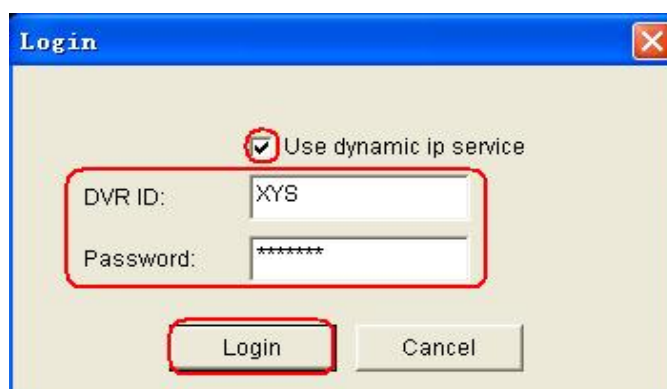 Login
Use dynamic ip service
DVR ID: XYS
Password: *******
Login Cancel